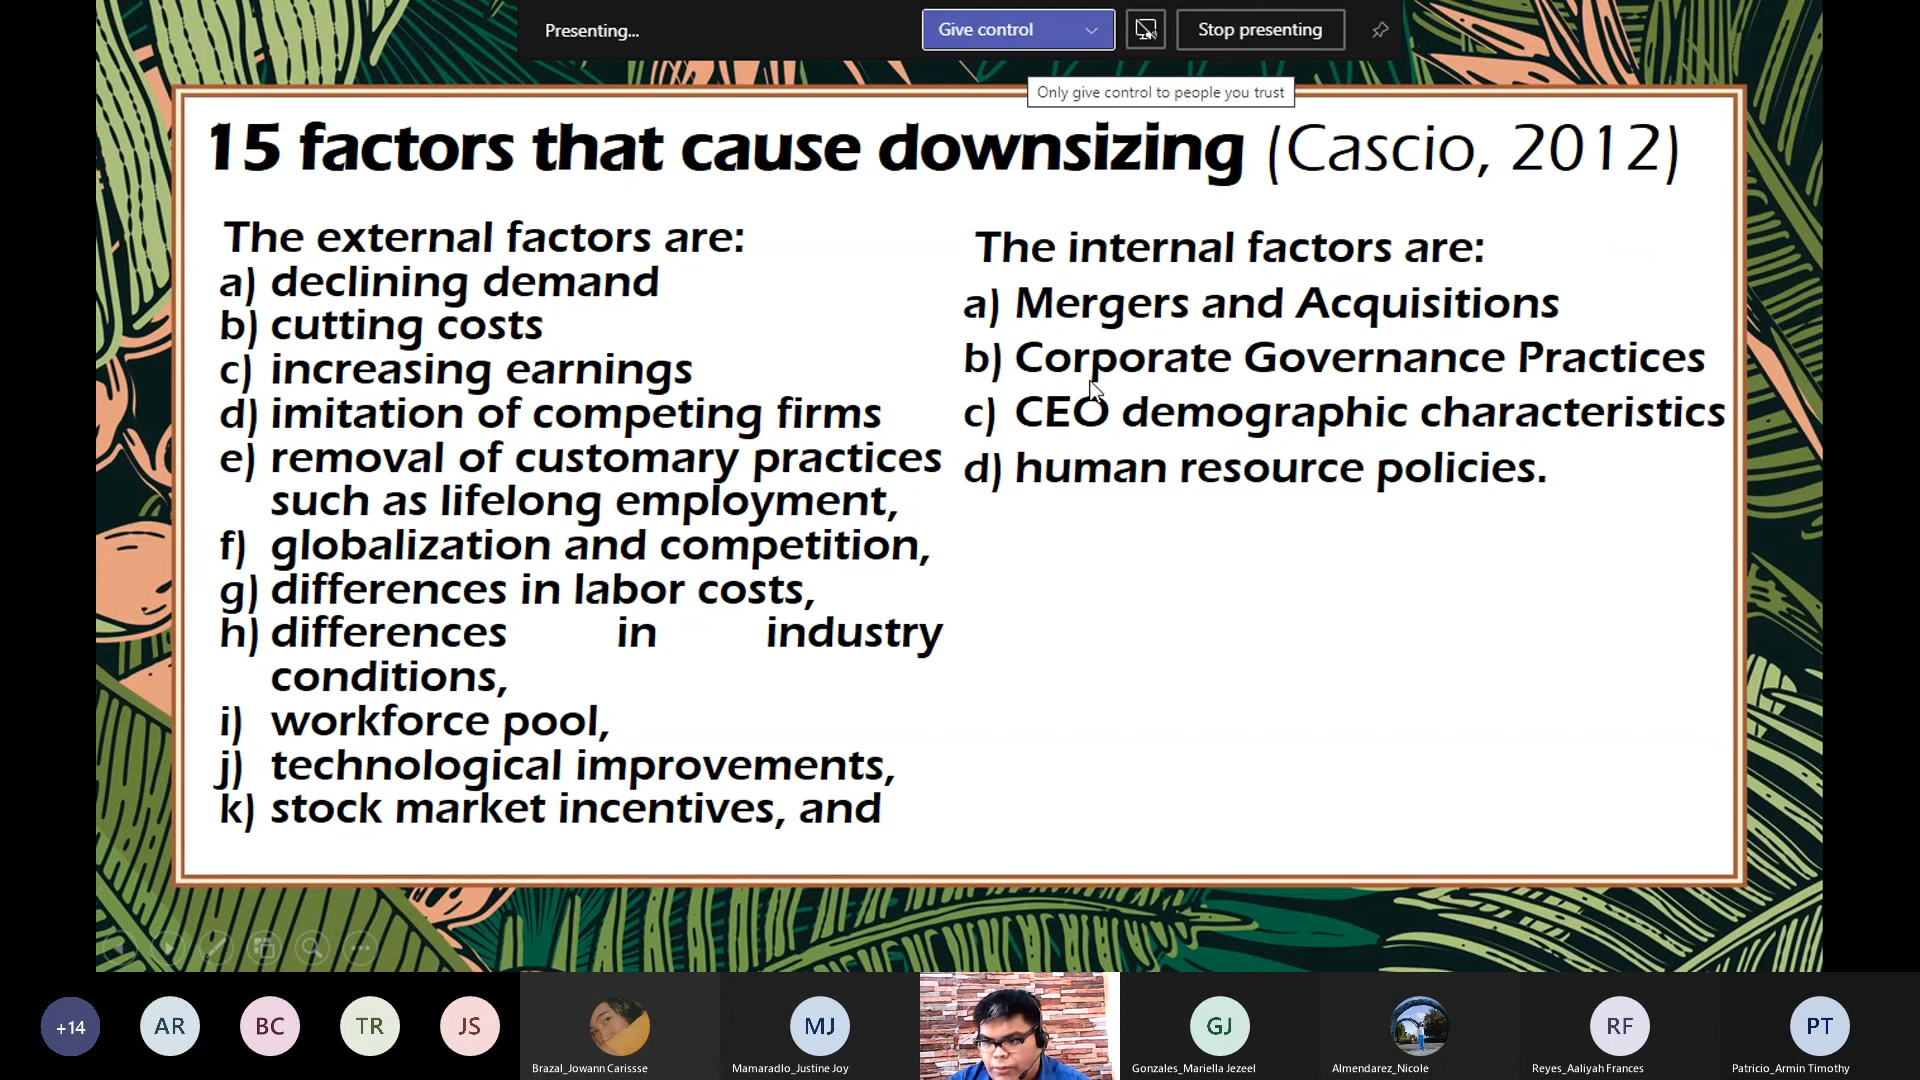 Presenting...
Give control
Stop presenting
Only give control to people you trust
15 factors that cause downsizing (Cascio, 2012)
The external factors are:
a) declining demand
b) cutting costs
c) increasing earnings
d) imitation of competing firms
e) removal of customary practices
such as lifelong employment,
f) globalization and competition,
g) differences in labor costs,
h) differences in industry
conditions,
i) workforce pool,
j) technological improvements,
k) stock market incentives, and
The internal factors are:
a) Mergers and Acquisitions
b) Corporate Governance Practices
c) CEO demographic characteristics
d) human resource policies.
+14
AR
BC
TR
JS
Brazal_Jowann Carissse
MJ
Mamaradlo_Justine Joy
GJ
Gonzales_Mariella Jezeel
Almendarez_Nicole
RF
Reyes_Aaliyah Frances
PT
Patricio_Armin Timothy